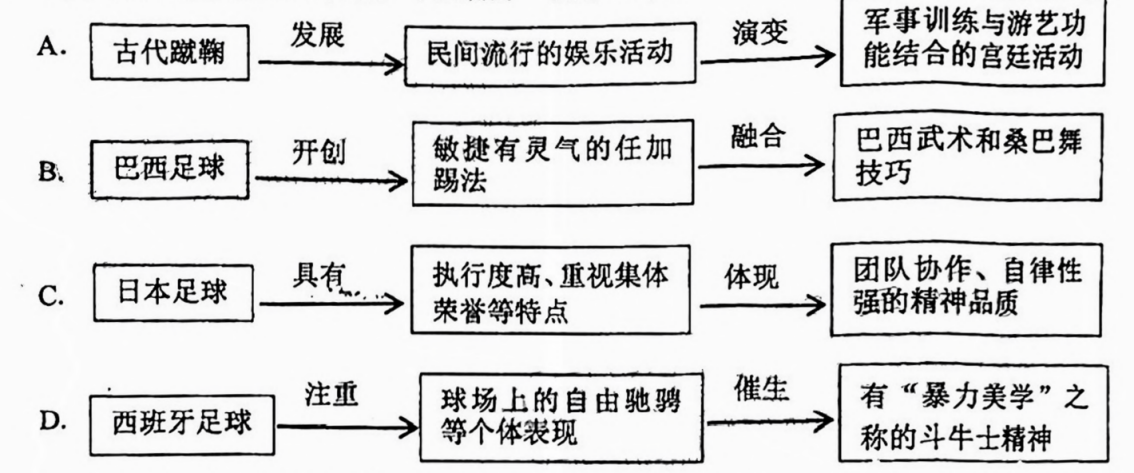 A. 古代蹴鞠 发展 民间流行的娱乐活动 演变 军事训练与游艺功
能结合的宫廷活动
B. 巴西足球 开创 敏捷有灵气的任加
踢法 融合 巴西武术和桑巴舞
技巧
C. 日本足球 具有 执行度高、重视集体
荣誉等特点 体现 团队协作、自律性
强的精神品质
D. 西班牙足球 注重 球场上的自由驰骋
等个体表现 催生 有“暴力美学”之
称的斗牛士精神